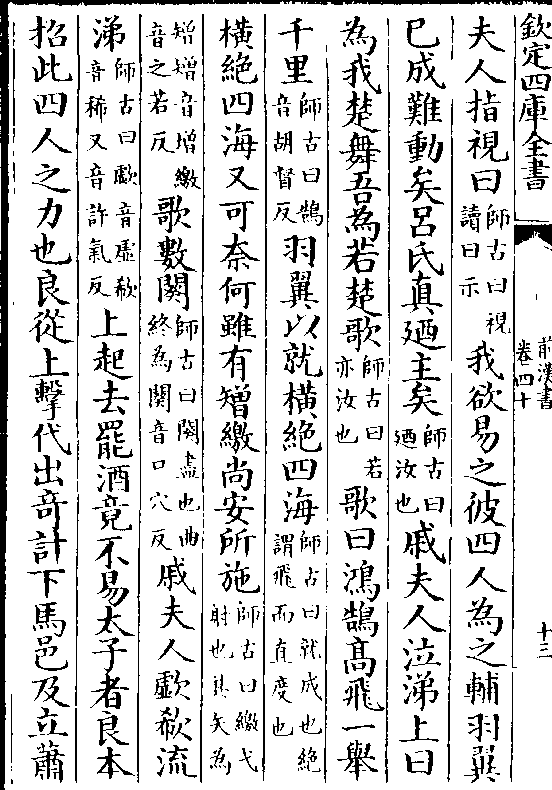 欽定四庫全書
前漢書
卷四十
十三
夫人指視曰師古曰視讀曰示我欲易之彼四人為之輔羽翼
已成難動矣呂氏真廼主矣師古曰廼汝也戚夫人泣涕上曰
為我楚舞吾為若楚歌師古曰若亦汝也歌曰鴻鵠髙飛一舉
千里師古曰鵠音胡督反羽翼以就橫絶四海師古曰就成也絶謂飛而直度也
橫絶四海又可奈何雖有矰繳尚安所施師古曰繳弋射也其矢為
矰矰音増繳音之若反歌數闋師古曰闋盡也曲終為闋音口穴反戚夫人歔欷流
涕師古曰歔音虛欷音稀又音許氣反上起去罷酒竟不易太子者良本
招此四人之力也良從上擊代出竒計下馬邑及立蕭